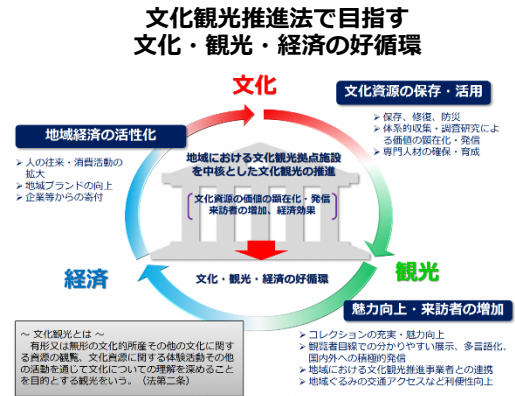 文化観光推進法で目指す
文化・観光・経済の好循環
文化
文化資源の保存・活用
➢ 保存、修復、防災
➢ 体系的収集・調査研究によ
る価値の顕在化・発信
➢ 専門人材の確保・育成
地域経済の活性化
➢ 人の往来・消費活動の
拡大
➢ 地域ブランドの向上
➢ 企業等からの寄付
地域における文化観光拠点施設
を中核とした文化観光の推進
文化資源の価値の顕在化・発信
来訪者の増加、経済効果
経済
文化・観光・経済の好循環
観光
魅力向上・来訪者の増加
➢ コレクションの充実・魅力向上
➢ 観覧者目線での分かりやすい展示、多言語化、
国内外への積極的発信
➢ 地域における文化観光推進事業者との連携
➢ 地域ぐるみの交通アクセスなど利便性向上
～ 文化観光とは ～
有形又は無形の文化的所産その他の文化に関す
る資源の観覧、文化資源に関する体験活動その他
の活動を通じて文化についての理解を深めること
を目的とする観光をいう。（法第二条）